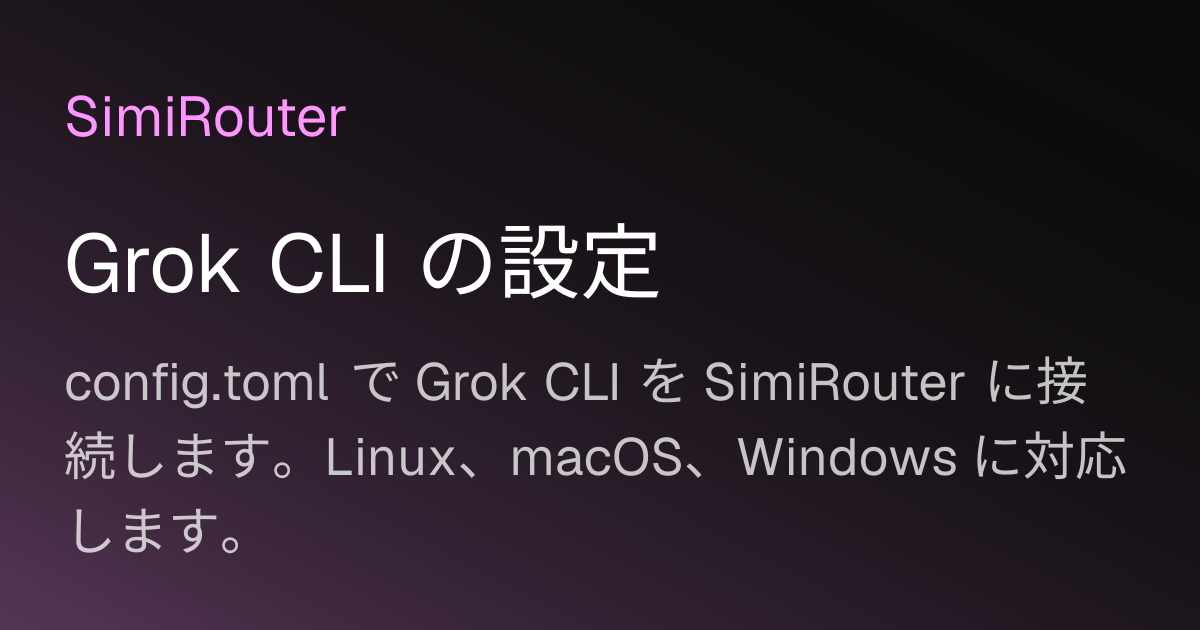 SimiRouter
Grok CLI の設定
config.toml で Grok CLI を SimiRouter に接
続します。Linux、macOS、Windows に対応
します。